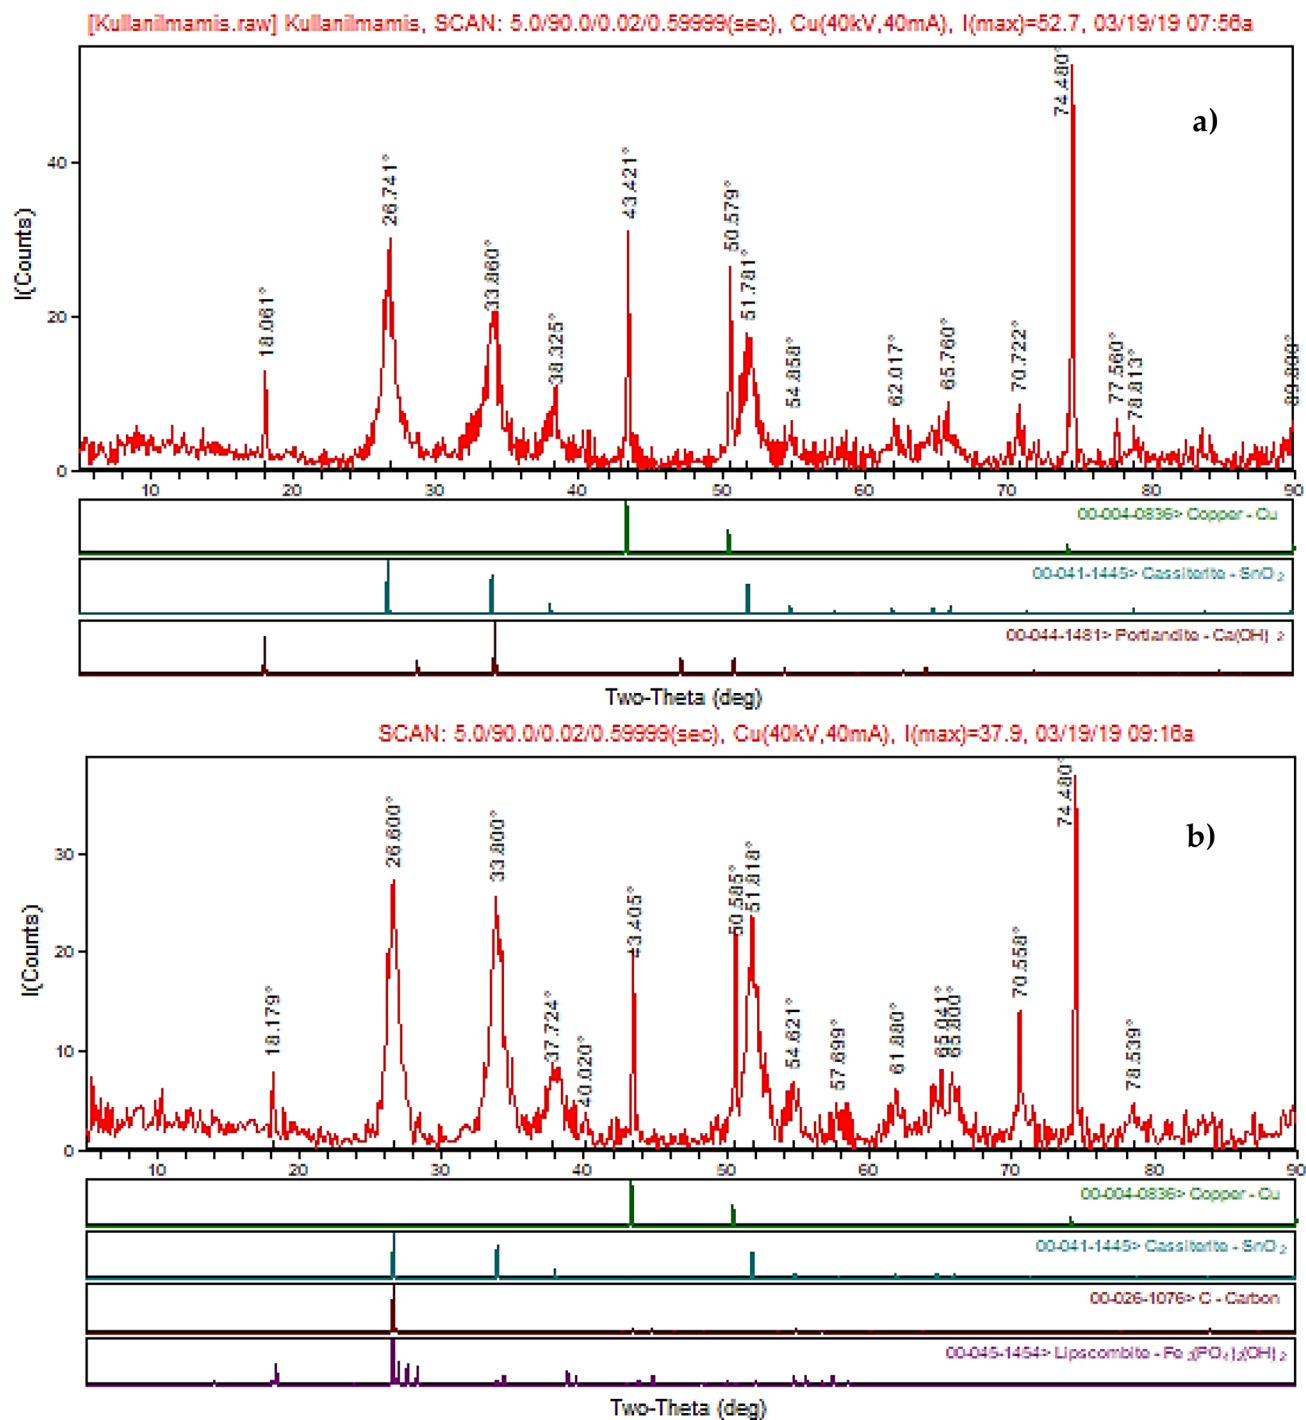 [Kullanilmamis.raw] Kullanilmamis, SCAN: 5.0/90.0/0.02/0.59999(sec), Cu(40kV,40mA), I(max)=52.7, 03/19/19 07:56a
a)
I(Counts)
40
20
0
18.061°
26.741°
33.860°
38.325°
43.421°
50.579°
51.781°
54.858°
62.017°
65.760°
70.722°
74.480°
77.560°
78.813°
10 20 30 40 50 60 70 80 90
00-004-0836> Copper - Cu
00-041-1445> Cassiterite - SnO2
00-044-1481> Portlandite - Ca(OH)2
Two-Theta (deg)
SCAN: 5.0/90.0/0.02/0.59999(sec), Cu(40kV,40mA), I(max)=37.9, 03/19/19 09:16a
b)
I(Counts)
30
20
10
0
18.179°
26.600°
33.800°
37.724°
40.020°
43.405°
50.585°
51.818°
54.621°
57.699°
61.880°
65.041°
65.800°
70.558°
74.480°
78.539°
10 20 30 40 50 60 70 80 90
00-004-0836> Copper - Cu
00-041-1445> Cassiterite - SnO2
00-026-1076> C - Carbon
00-045-1454> Lipscombite - Fe3(PO4)2(OH)2
Two-Theta (deg)